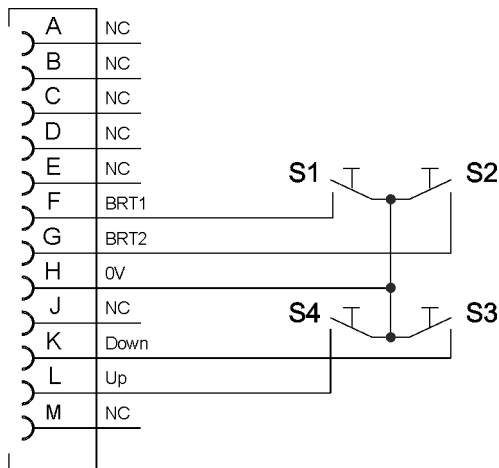 A NC
B NC
C NC
D NC
E NC
S1 S2
F BRT1
G BRT2
H 0V
J NC
S4 S3
K Down
L Up
M NC